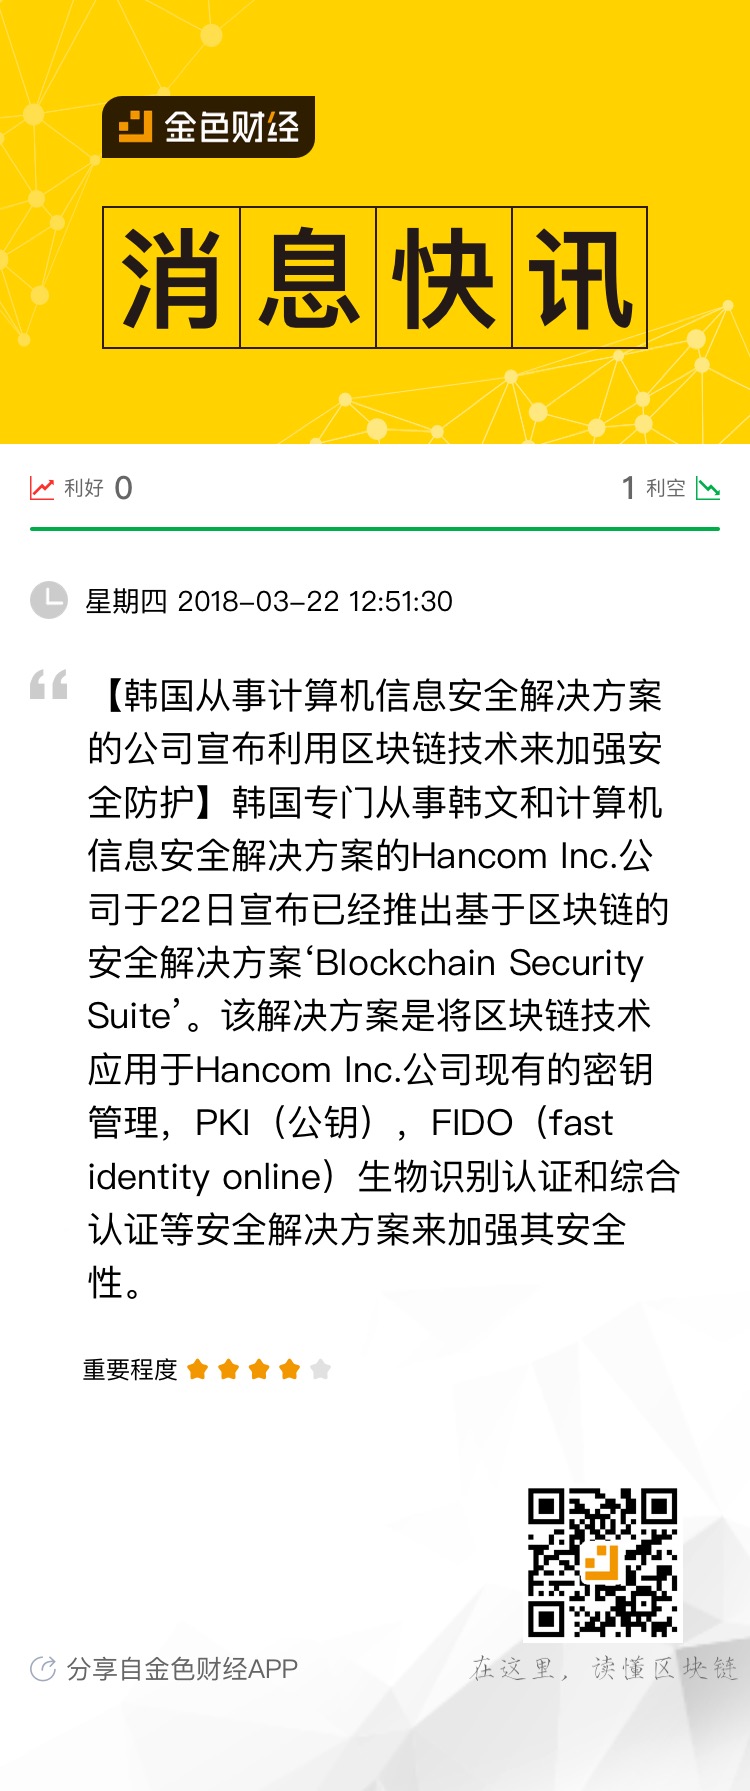 金色财经
消息快讯
利好 0
1 利空
星期四 2018-03-22 12:51:30
【韩国从事计算机信息安全解决方案
的公司宣布利用区块链技术来加强安
全防护】韩国专门从事韩文和计算机
信息安全解决方案的Hancom Inc.公
司于22日宣布已经推出基于区块链的
安全解决方案‘Blockchain Security
Suite’。该解决方案是将区块链技术
应用于Hancom Inc.公司现有的密钥
管理，PKI（公钥），FIDO（fast
identity online）生物识别认证和综合
认证等安全解决方案来加强其安全
性。
重要程度
分享自金色财经APP
在这里，读懂区块链